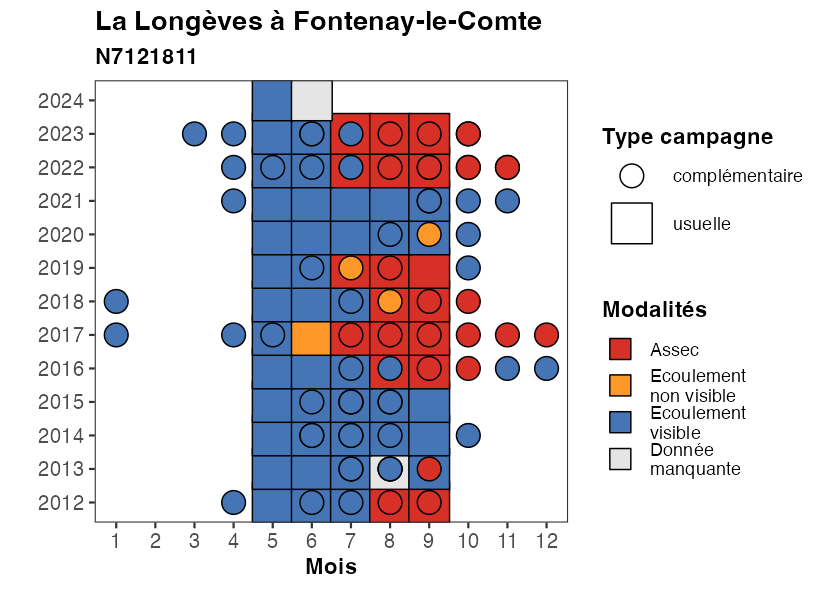 La Longèves à Fontenay-le-Comte
N7121811
2024
2023
2022
2021
2020
2019
2018
2017
2016
2015
2014
2013
2012
1 2 3 4 5 6 7 8 9 10 11 12
Mois
Type campagne
complémentaire
usuelle
Modalités
Assec
Ecoulement
non visible
Ecoulement
visible
Donnée
manquante